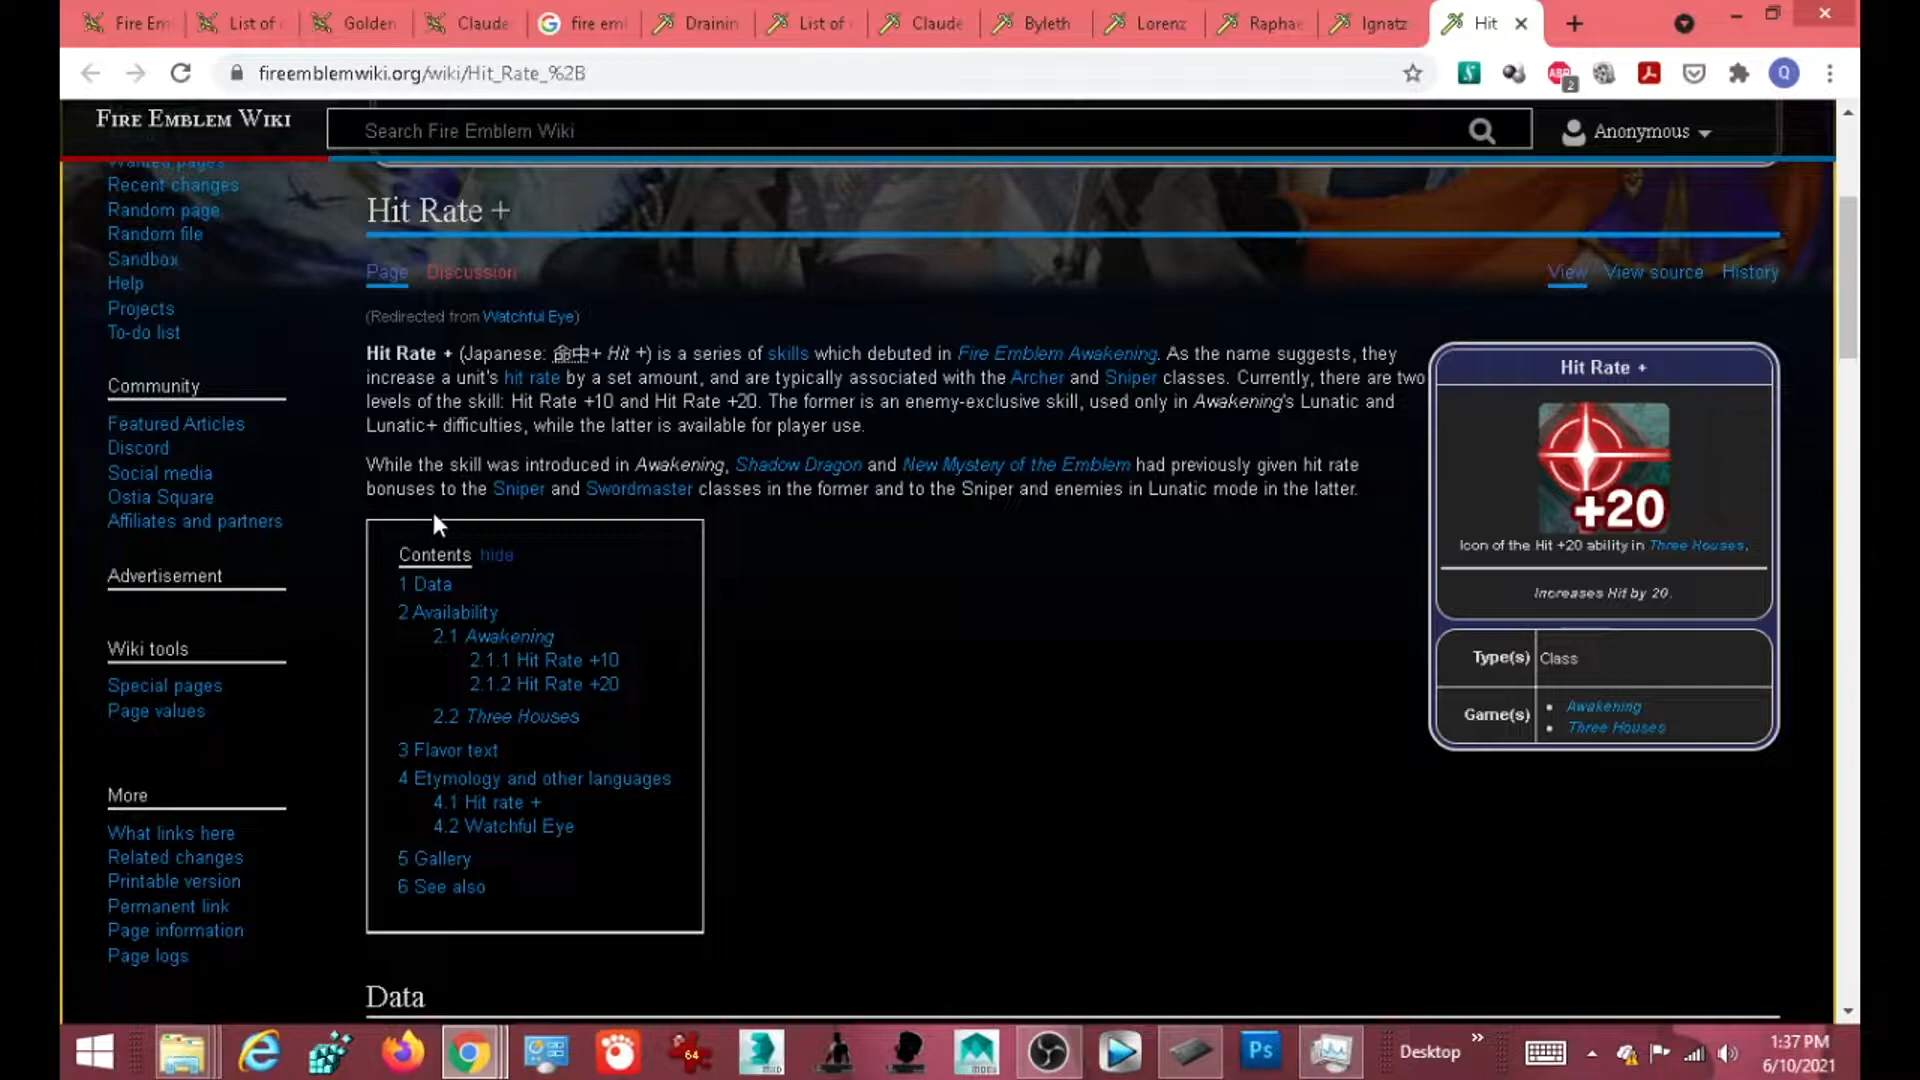 Fire Em
List of
Golden
Claude
fire eml
Drainin
List of
Claude
Byleth
Lorenz
Raphae
Ignatz
Hit
fireemblemwiki.org/wiki/Hit_Rate_%2B
ABP
2
Q
FIRE EMBLEM WIKI
Search Fire Emblem Wiki
Anonymous
Wanted pages
Recent changes
Random page
Random file
Sandbox
Help
Projects
To-do list
Community
Featured Articles
Discord
Social media
Ostia Square
Affiliates and partners
Advertisement
Wiki tools
Special pages
Page values
More
What links here
Related changes
Printable version
Permanent link
Page information
Page logs
Hit Rate +
Page Discussion
View View source History
(Redirected from Watchful Eye)
Hit Rate + (Japanese: 命中+ Hit +) is a series of skills which debuted in Fire Emblem Awakening. As the name suggests, they
increase a unit's hit rate by a set amount, and are typically associated with the Archer and Sniper classes. Currently, there are two
levels of the skill: Hit Rate +10 and Hit Rate +20. The former is an enemy-exclusive skill, used only in Awakening's Lunatic and
Lunatic+ difficulties, while the latter is available for player use.
While the skill was introduced in Awakening, Shadow Dragon and New Mystery of the Emblem had previously given hit rate
bonuses to the Sniper and Swordmaster classes in the former and to the Sniper and enemies in Lunatic mode in the latter.
Contents hide
1 Data
2 Availability
2.1 Awakening
2.1.1 Hit Rate +10
2.1.2 Hit Rate +20
2.2 Three Houses
3 Flavor text
4 Etymology and other languages
4.1 Hit rate +
4.2 Watchful Eye
5 Gallery
6 See also
Data
Hit Rate +
+20
Icon of the Hit +20 ability in Three Houses.
Increases Hit by 20.
Type(s) Class
Game(s)
• Awakening
• Three Houses
64
Ps
Desktop
1:37 PM
6/10/2021